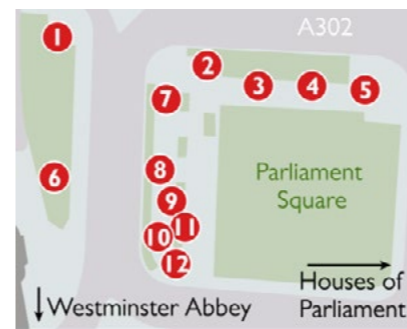 A302
1
2
3
4
5
7
6
8
9
11
10
12
Parliament
Square
Houses of
Parliament
Westminster Abbey